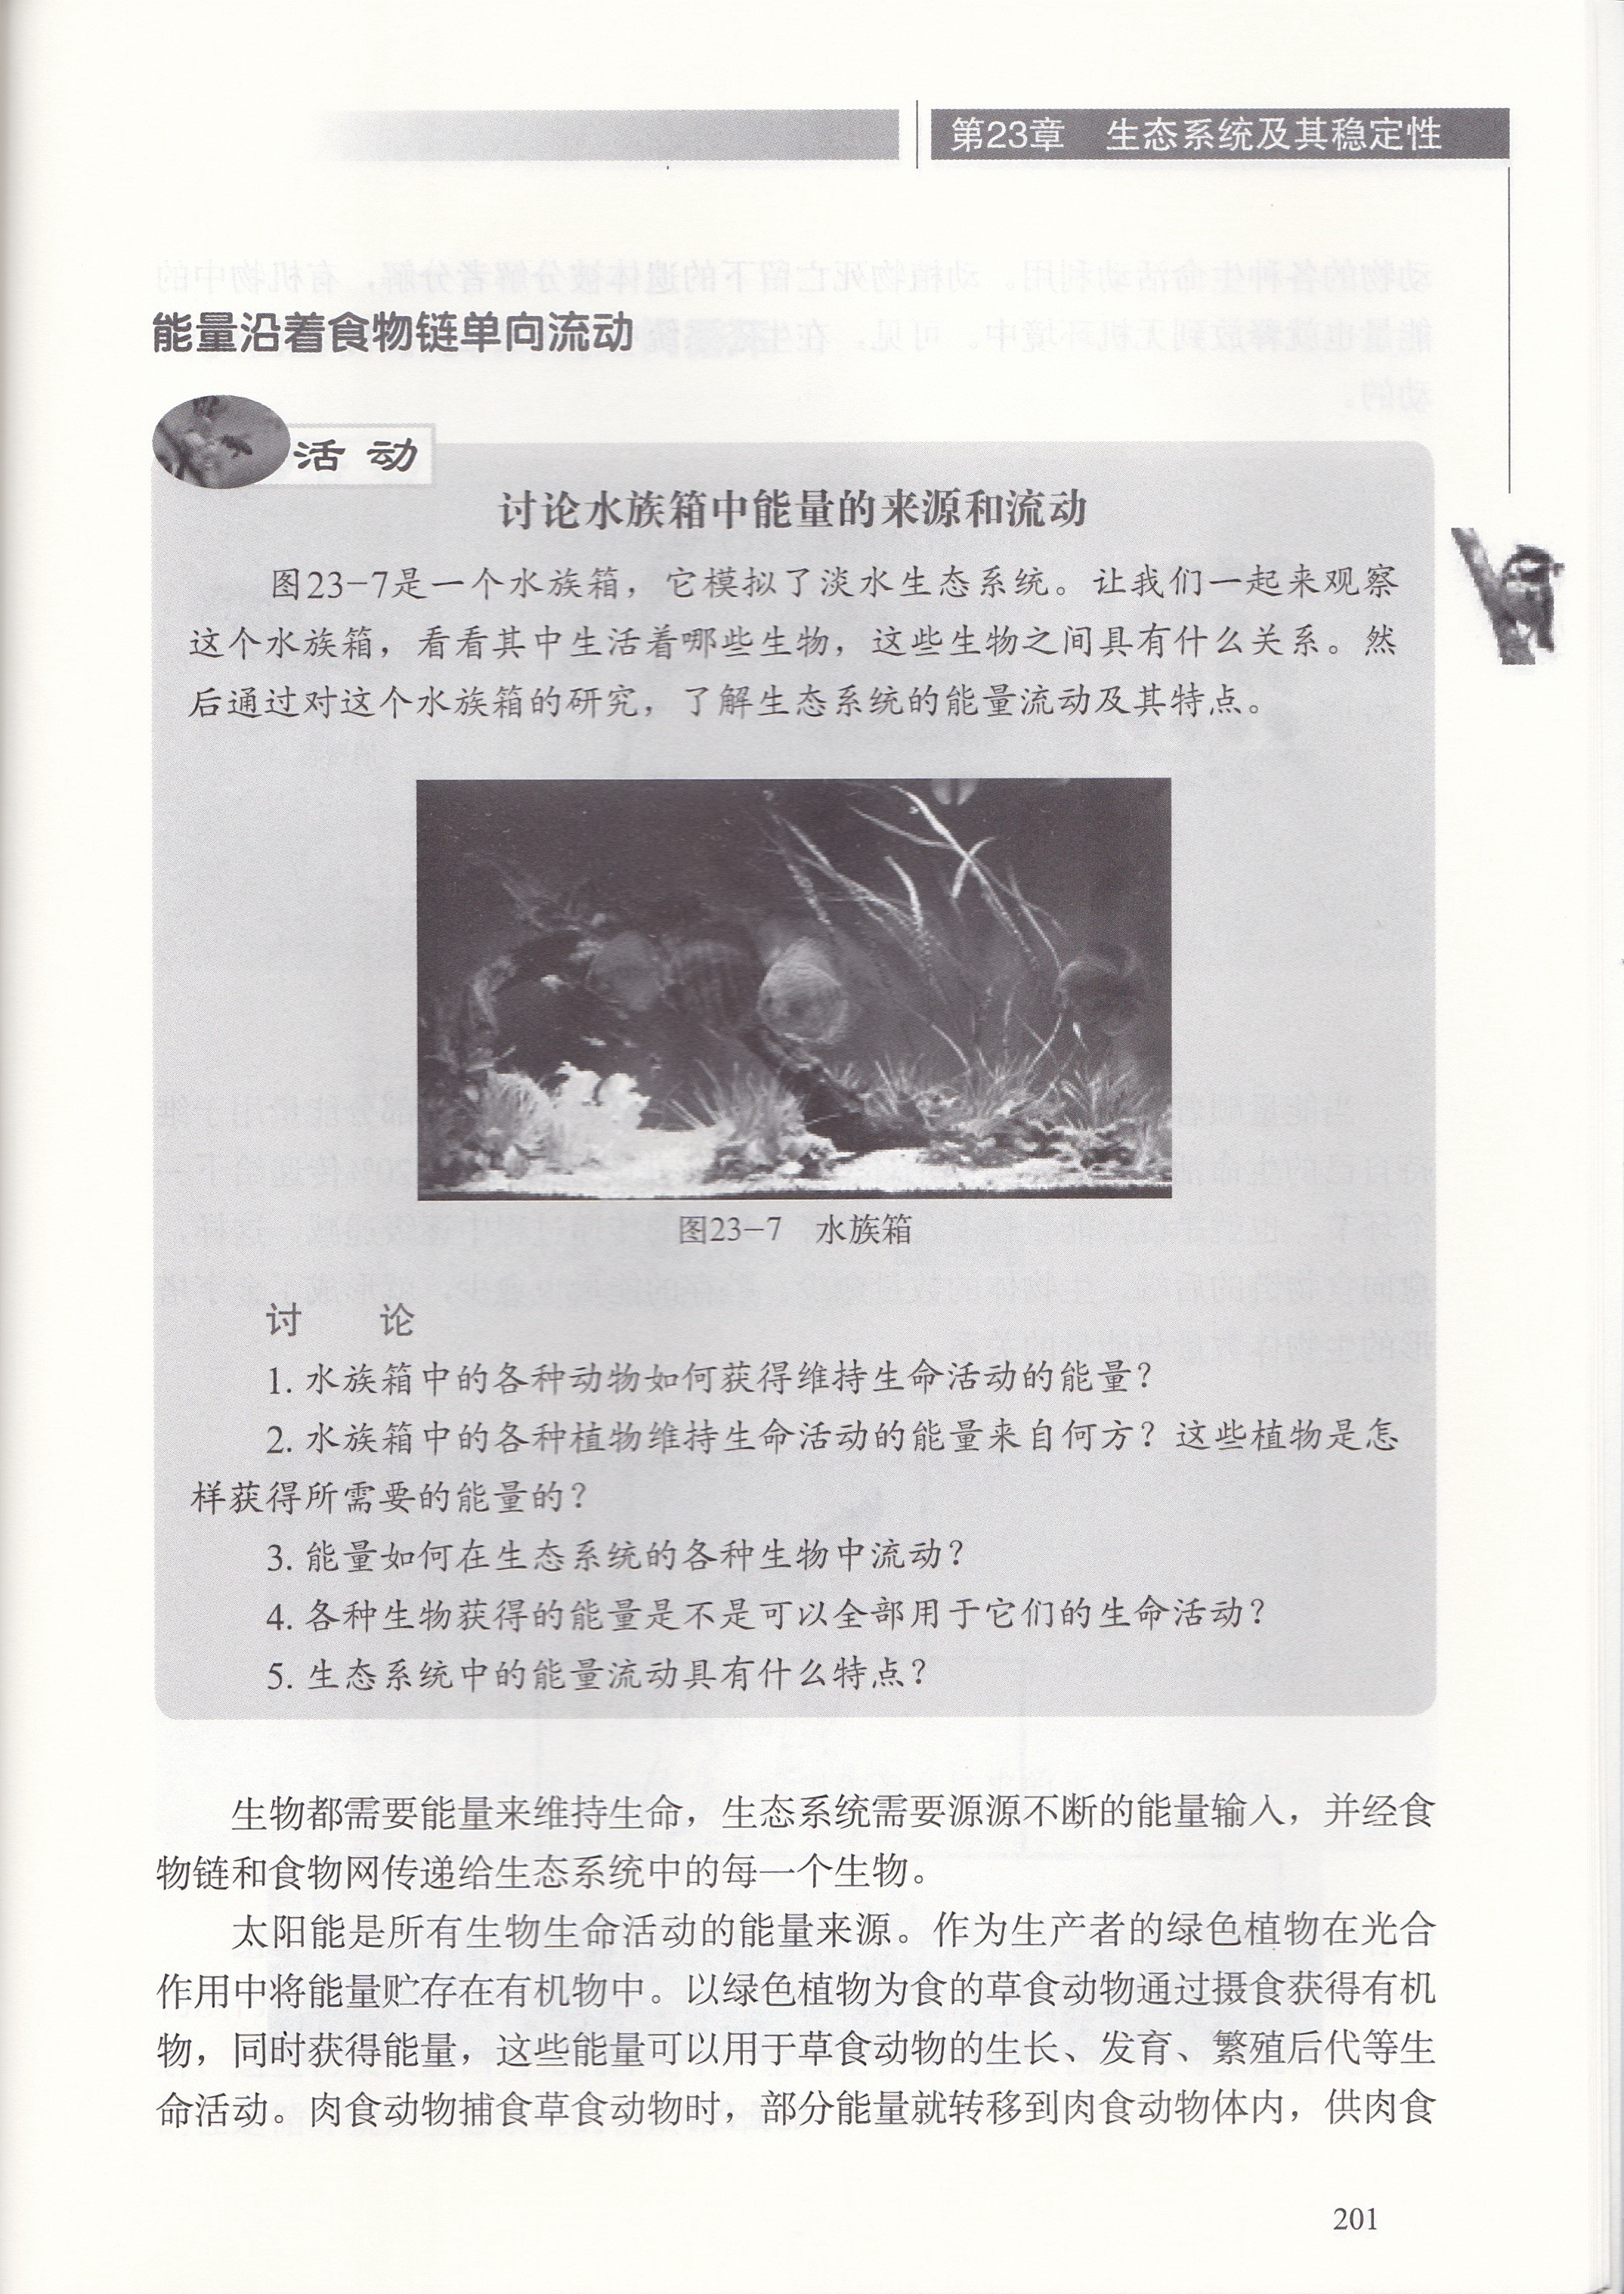 第23章 生态系统及其稳定性
能量沿着食物链单向流动
活 动
讨论水族箱中能量的来源和流动
图23-7是一个水族箱，它模拟了淡水生态系统。让我们一起来观察
这个水族箱，看看其中生活着哪些生物，这些生物之间具有什么关系。然
后通过对这个水族箱的研究，了解生态系统的能量流动及其特点。
图23-7 水族箱
讨 论
1. 水族箱中的各种动物如何获得维持生命活动的能量？
2. 水族箱中的各种植物维持生命活动的能量来自何方？这些植物是怎
样获得所需要的能量的？
3. 能量如何在生态系统的各种生物中流动？
4. 各种生物获得的能量是不是可以全部用于它们的生命活动？
5. 生态系统中的能量流动具有什么特点？
生物都需要能量来维持生命，生态系统需要源源不断的能量输入，并经食
物链和食物网传递给生态系统中的每一个生物。
太阳能是所有生物生命活动的能量来源。作为生产者的绿色植物在光合
作用中将能量贮存在有机物中。以绿色植物为食的草食动物通过摄食获得有机
物，同时获得能量，这些能量可以用于草食动物的生长、发育、繁殖后代等生
命活动。肉食动物捕食草食动物时，部分能量就转移到肉食动物体内，供肉食
201